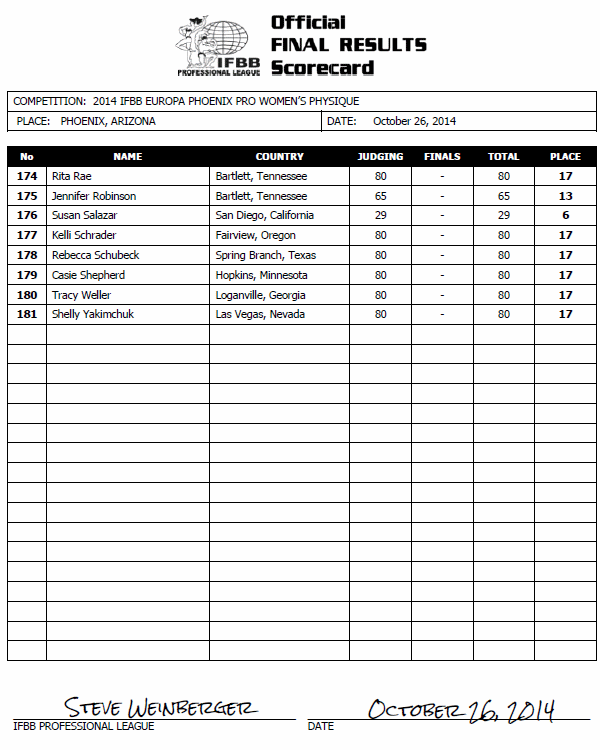 Official
FINAL RESULTS
Scorecard
IFBB
PROFESSIONAL LEAGUE
COMPETITION: 2014 IFBB EUROPA PHOENIX PRO WOMEN'S PHYSIQUE
PLACE: PHOENIX, ARIZONA DATE: October 26, 2014
No NAME COUNTRY JUDGING FINALS TOTAL PLACE
174 Rita Rae Bartlett, Tennessee 80 - 80 17
175 Jennifer Robinson Bartlett, Tennessee 65 - 65 13
176 Susan Salazar San Diego, California 29 - 29 6
177 Kelli Schrader Fairview, Oregon 80 - 80 17
178 Rebecca Schubeck Spring Branch, Texas 80 - 80 17
179 Casie Shepherd Hopkins, Minnesota 80 - 80 17
180 Tracy Weller Loganville, Georgia 80 - 80 17
181 Shelly Yakimchuk Las Vegas, Nevada 80 - 80 17
STEVE WEINBERGER OCTOBER 26, 2014
IFBB PROFESSIONAL LEAGUE DATE